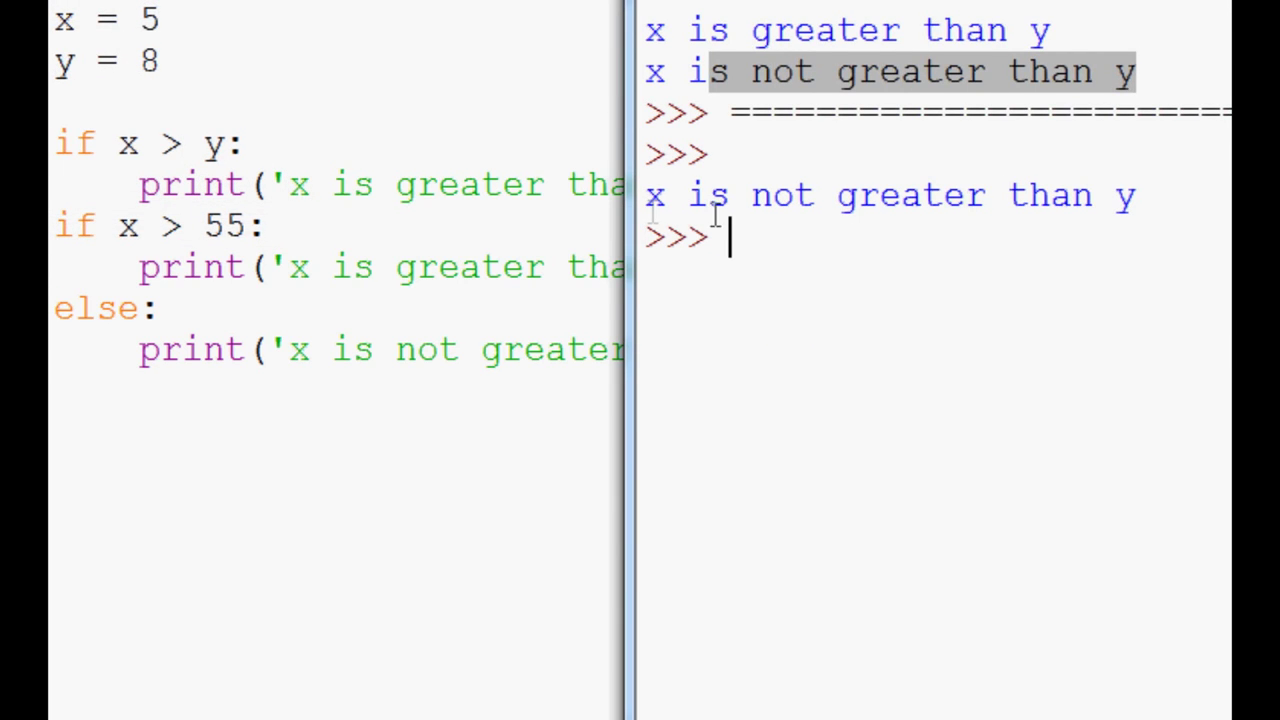 x = 5
y = 8
if x > y:
print('x is greater tha
if x > 55:
print('x is greater tha
else:
print('x is not greater
x is greater than y
x is not greater than y
>>> ========================
>>>
x is not greater than y
>>>